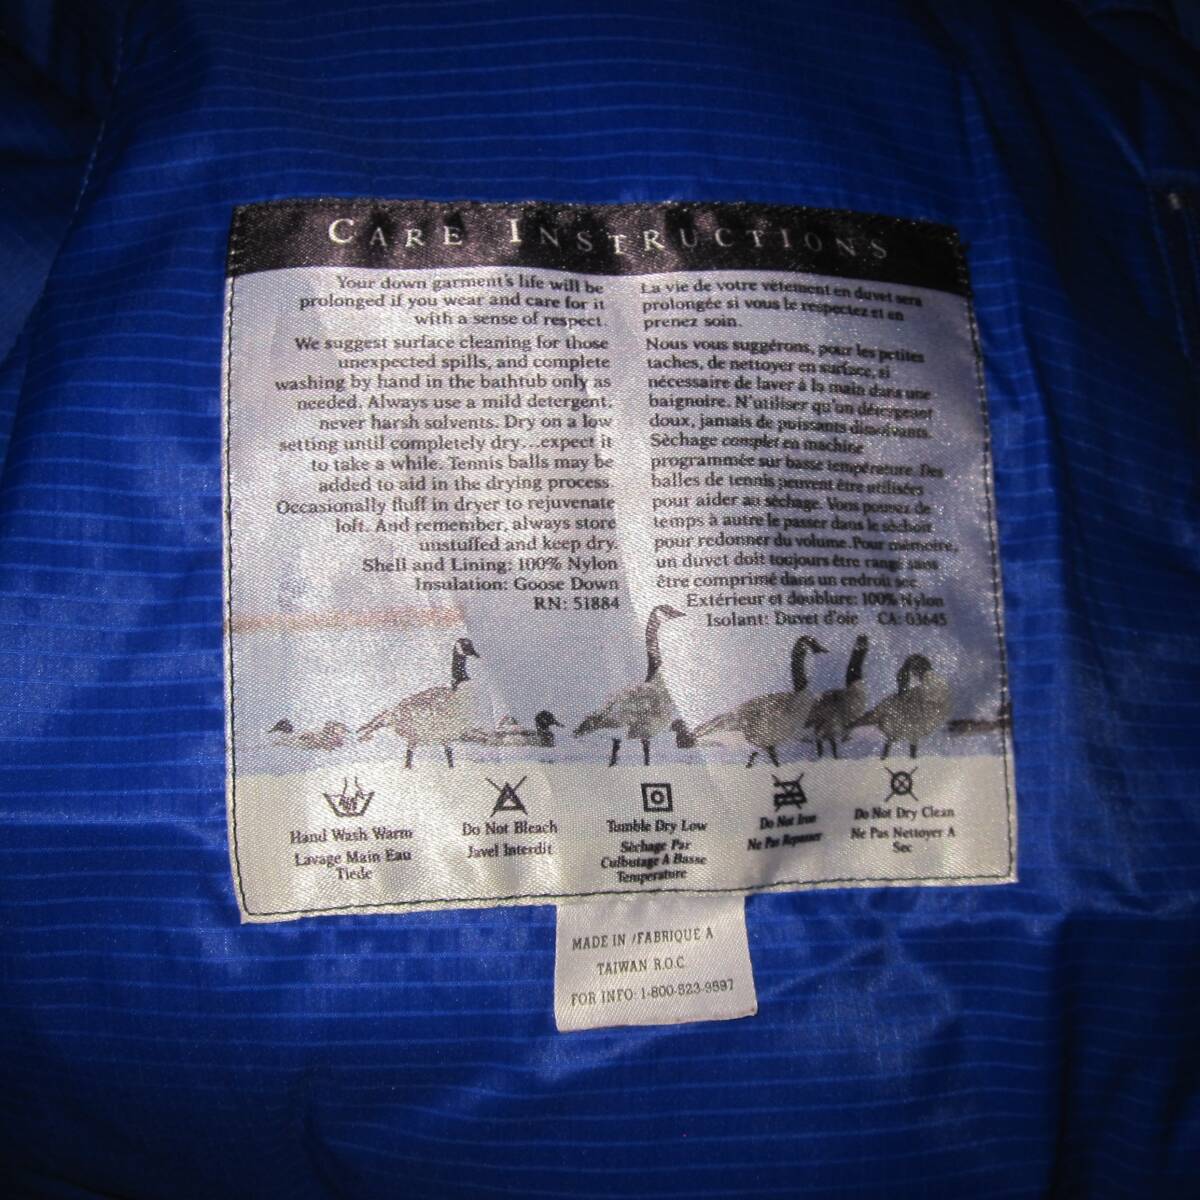 CARE INSTRUCTIONS
Your down garment's life will be
prolonged if you wear and care for it
with a sense of respect.
We suggest surface cleaning for those
unexpected spills, and complete
washing by hand in the bathtub only as
needed. Always use a mild detergent,
never harsh solvents. Dry on a low
setting until completely dry...expect it
to take a while. Tennis balls may be
added to aid in the drying process.
Occasionally fluff in dryer to rejuvenate
loft. And remember, always store
unstuffed and keep dry.
Shell and Lining: 100% Nylon
Insulation: Goose Down
RN: 51884
La vie de votre vêtement en duvet sera
prolongée si vous le respectez et en
prenez soin.
Nous vous suggérons, pour les petites
taches, de nettoyer en surface, si
nécessaire de laver à la main dans une
baignoire. N'utiliser qu'un détergent
doux, jamais de puissants dissolvants.
Sèchage complet en machine
programmée sur basse température. Des
balles de tennis peuvent être utilisées
pour aider au séchage. Vous pouvez de
temps à autre le passer dans le séchoir
pour redonner du volume. Pour mémoire,
un duvet doit toujours être rangé sans
être comprimé dans un endroit sec.
Extérieur et doublure: 100% Nylon
Isolant: Duvet d'oie CA: 03645
Hand Wash Warm
Lavage Main Eau
Tiede
Do Not Bleach
Javel Interdit
Tumble Dry Low
Sèchage Par
Culbutage A Basse
Temperature
Do Not Iron
Ne Pas Repasser
Do Not Dry Clean
Ne Pas Nettoyer A
Sec
MADE IN /FABRIQUE A
TAIWAN R.O.C.
FOR INFO: 1-800-523-9597